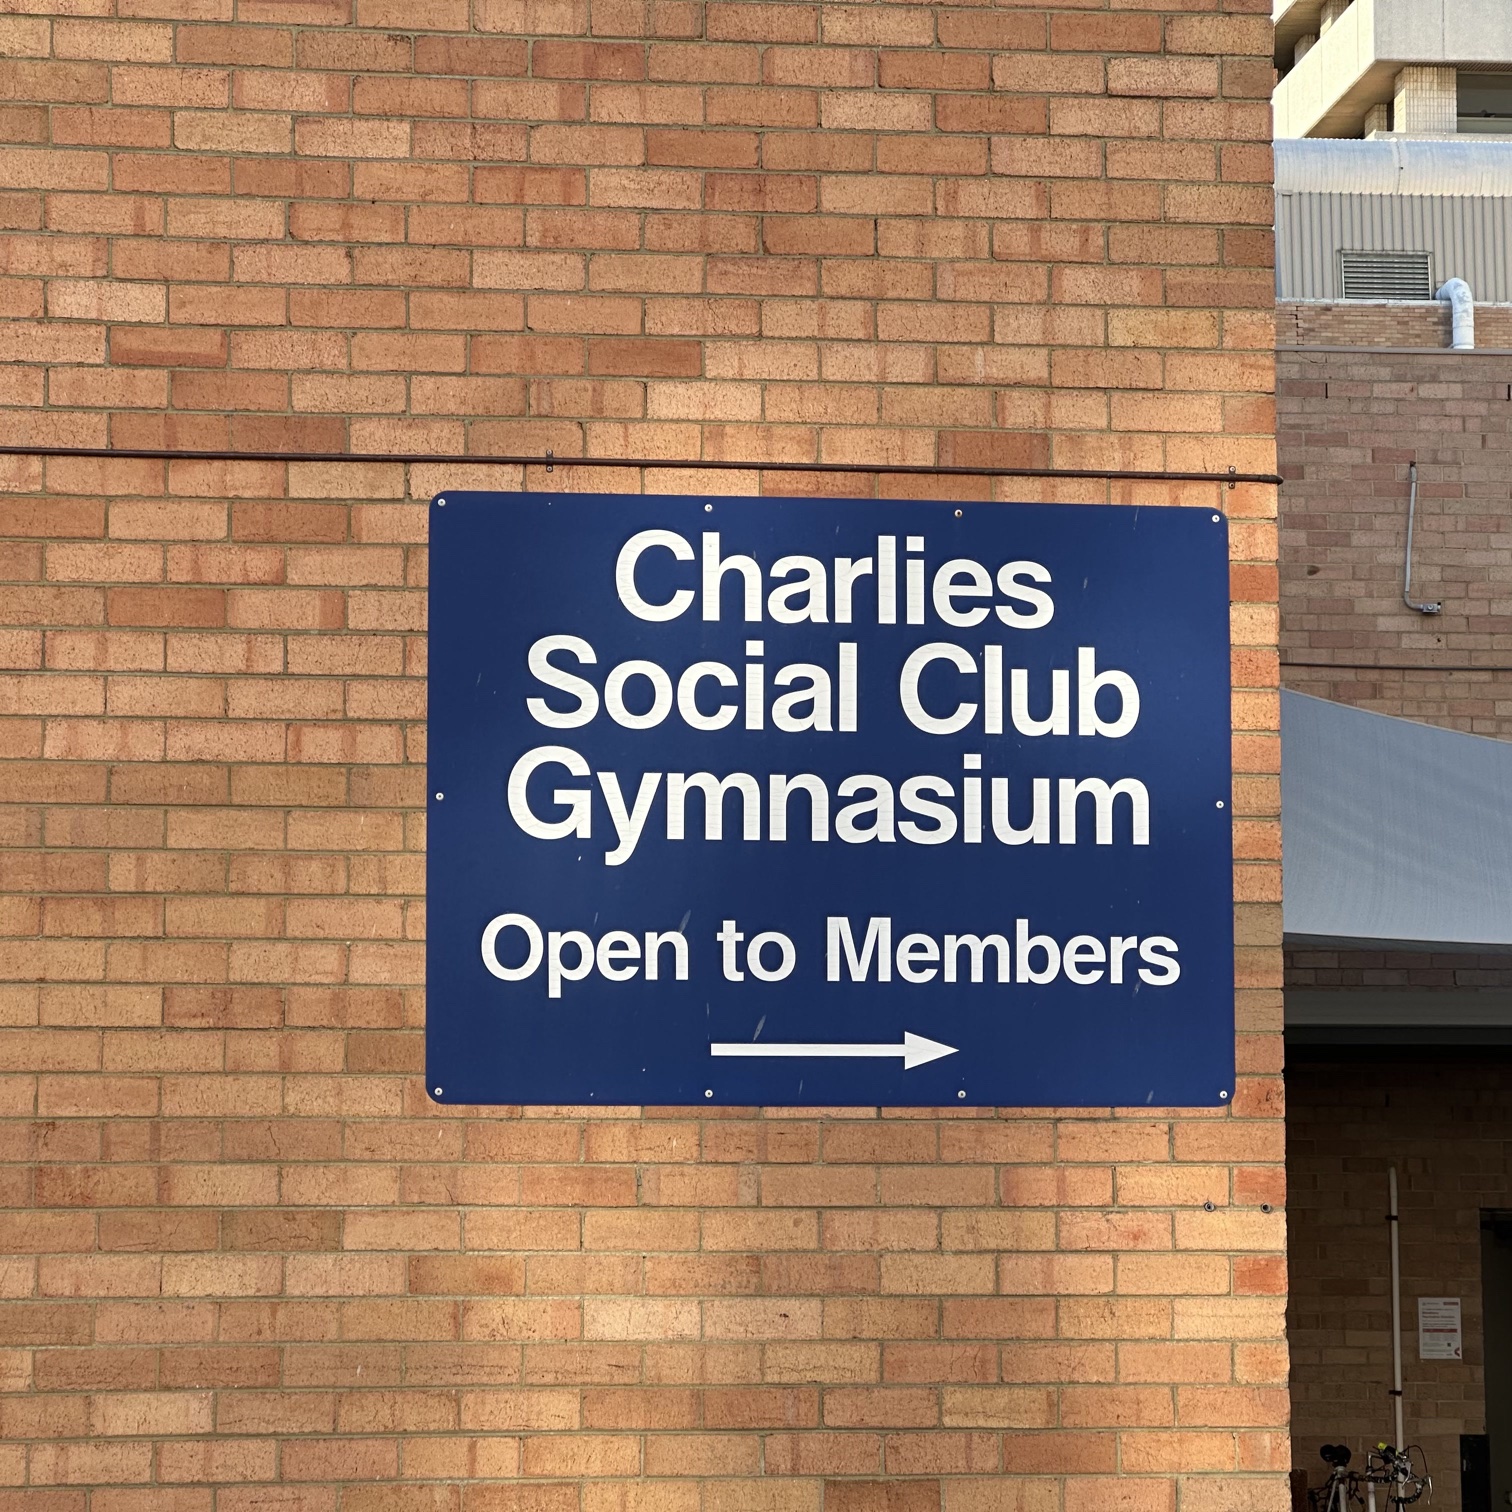 Charlies
Social Club
Gymnasium
Open to Members